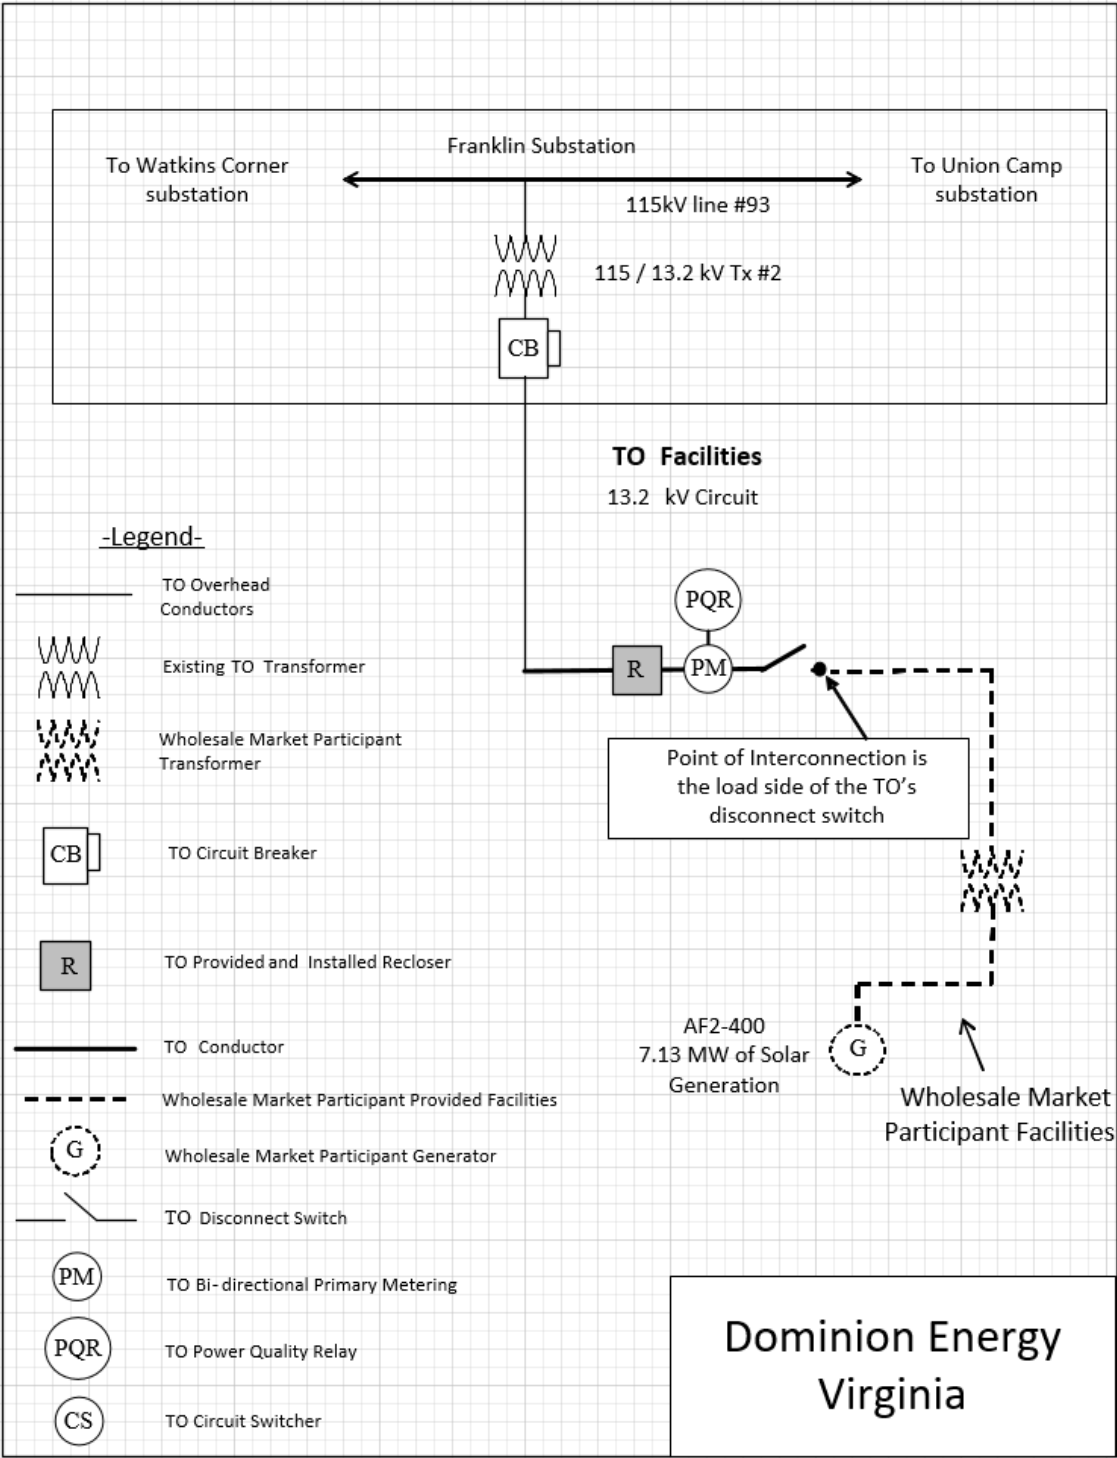 Franklin Substation
To Watkins Corner
substation
To Union Camp
substation
115kV line #93
115 / 13.2 kV Tx #2
CB
TO Facilities
13.2 kV Circuit
-Legend-
TO Overhead
Conductors
Existing TO Transformer
Wholesale Market Participant
Transformer
CB
TO Circuit Breaker
R
TO Provided and Installed Recloser
TO Conductor
Wholesale Market Participant Provided Facilities
G
Wholesale Market Participant Generator
TO Disconnect Switch
PM
TO Bi-directional Primary Metering
PQR
TO Power Quality Relay
CS
TO Circuit Switcher
PQR
R
PM
Point of Interconnection is
the load side of the TO’s
disconnect switch
AF2-400
7.13 MW of Solar
Generation
G
Wholesale Market
Participant Facilities
Dominion Energy
Virginia